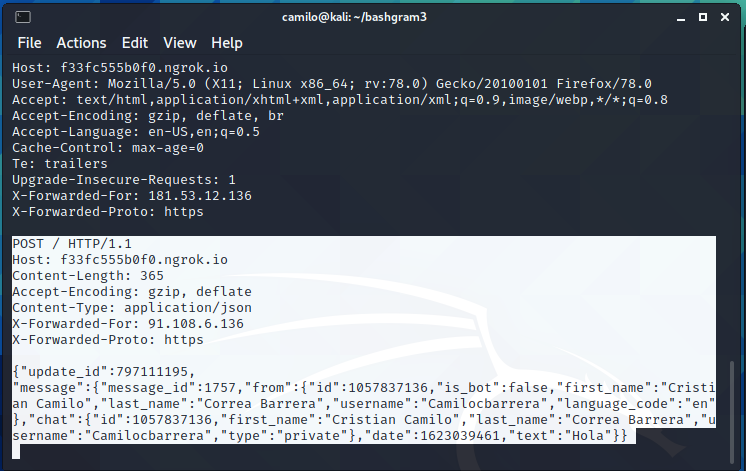 camilo@kali: ~/bashgram3
File Actions Edit View Help
Host: f33fc555b0f0.ngrok.io
User-Agent: Mozilla/5.0 (X11; Linux x86_64; rv:78.0) Gecko/20100101 Firefox/78.0
Accept: text/html,application/xhtml+xml,application/xml;q=0.9,image/webp,*/*;q=0.8
Accept-Encoding: gzip, deflate, br
Accept-Language: en-US,en;q=0.5
Cache-Control: max-age=0
Te: trailers
Upgrade-Insecure-Requests: 1
X-Forwarded-For: 181.53.12.136
X-Forwarded-Proto: https
POST / HTTP/1.1
Host: f33fc555b0f0.ngrok.io
Content-Length: 365
Accept-Encoding: gzip, deflate
Content-Type: application/json
X-Forwarded-For: 91.108.6.136
X-Forwarded-Proto: https
{"update_id":797111195,
"message":{"message_id":1757,"from":{"id":1057837136,"is_bot":false,"first_name":"Cristi
an Camilo","last_name":"Correa Barrera","username":"Camilocbarrera","language_code":"en"
},"chat":{"id":1057837136,"first_name":"Cristian Camilo","last_name":"Correa Barrera","u
sername":"Camilocbarrera","type":"private"},"date":1623039461,"text":"Hola"}}